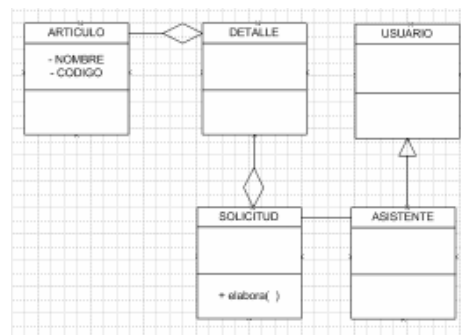 ARTICULO
- NOMBRE
- CODIGO
DETALLE
USUARIO
SOLICITUD
+ elabora( )
ASISTENTE